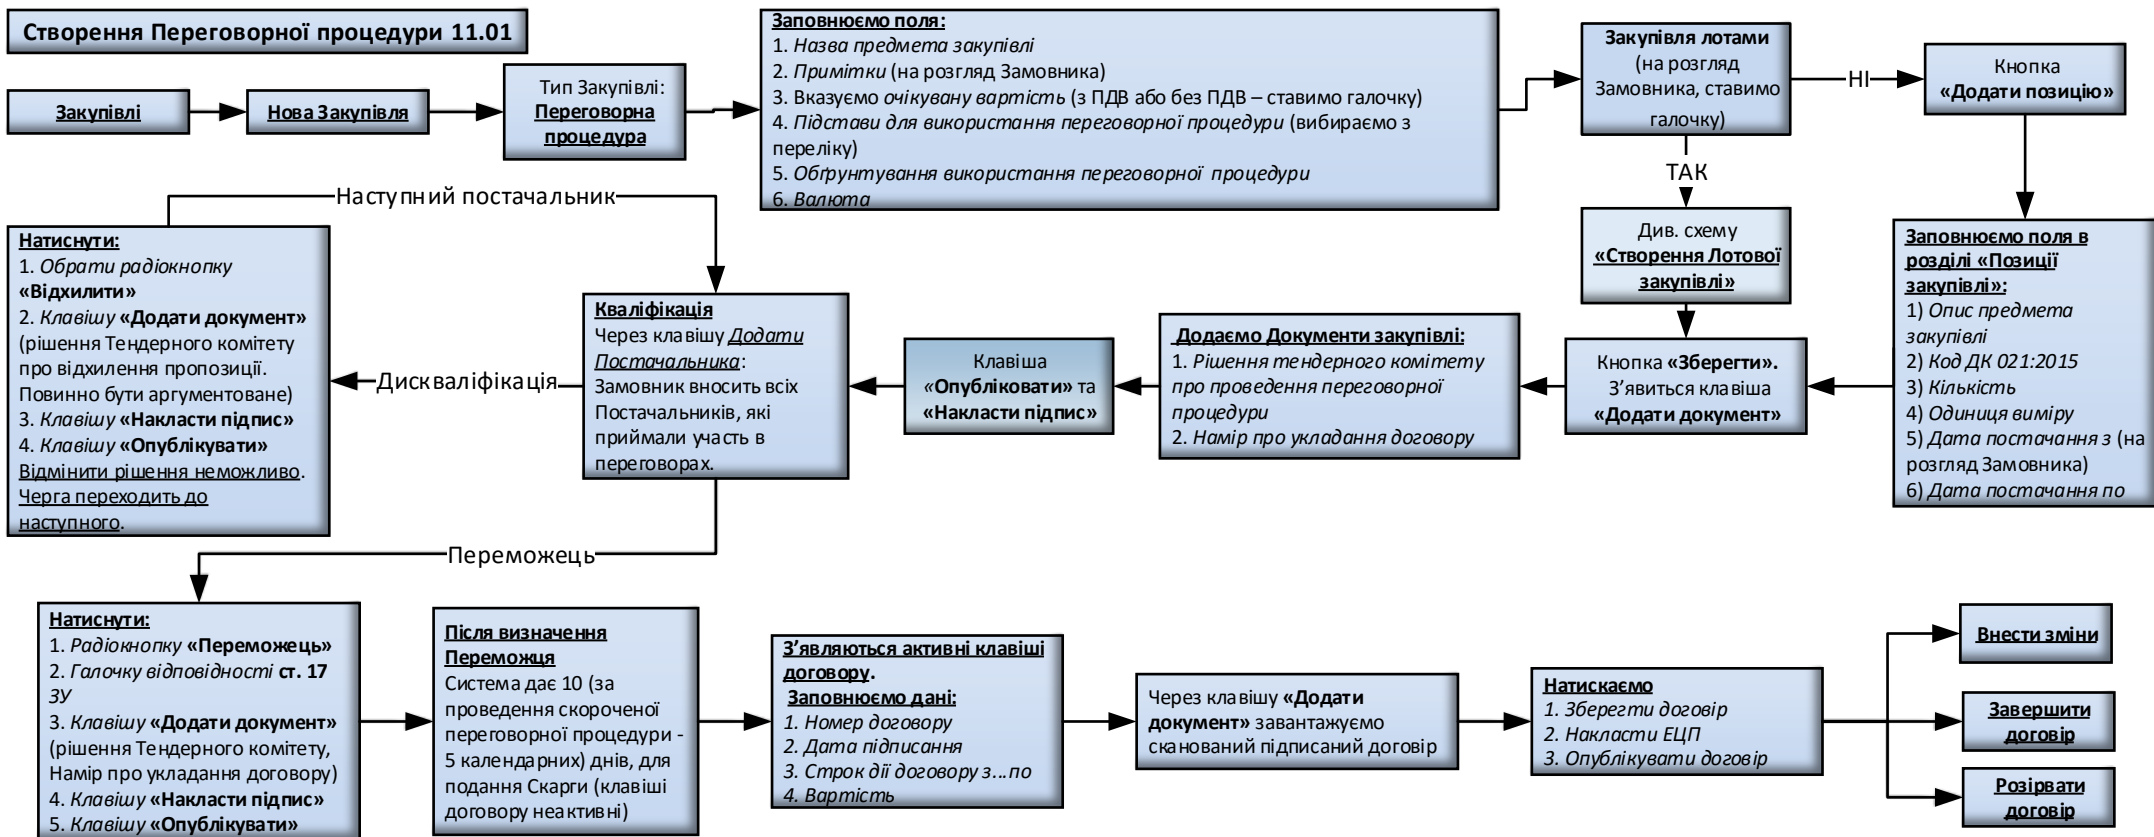 Створення Переговорної процедури 11.01
Закупівлі
Нова Закупівля
Тип Закупівлі:
Переговорна
процедура
Заповнюємо поля:
1. Назва предмета закупівлі
2. Примітки (на розгляд Замовника)
3. Вказуємо очікувану вартість (з ПДВ або без ПДВ – ставимо галочку)
4. Підстави для використання переговорної процедури (вибираємо з
переліку)
5. Обґрунтування використання переговорної процедури
6. Валюта
Закупівля лотами
(на розгляд
Замовника, ставимо
галочку)
НІ
Кнопка
«Додати позицію»
ТАК
Див. схему
«Створення Лотової
закупівлі»
Заповнюємо поля в
розділі «Позиції
закупівлі»:
1) Опис предмета
закупівлі
2) Код ДК 021:2015
3) Кількість
4) Одиниця виміру
5) Дата постачання з (на
розгляд Замовника)
6) Дата постачання по
Кнопка «Зберегти».
З’явиться клавіша
«Додати документ»
Додаємо Документи закупівлі:
1. Рішення тендерного комітету
про проведення переговорної
процедури
2. Намір про укладання договору
Клавіша
«Опубліковати» та
«Накласти підпис»
Кваліфікація
Через клавішу Додати
Постачальника:
Замовник вносить всіх
Постачальників, які
приймали участь в
переговорах.
Наступний постачальник
Дискваліфікація
Натиснути:
1. Обрати радіокнопку
«Відхилити»
2. Клавішу «Додати документ»
(рішення Тендерного комітету
про відхилення пропозиції.
Повинно бути аргументоване)
3. Клавішу «Накласти підпис»
4. Клавішу «Опублікувати»
Відмінити рішення неможливо.
Черга переходить до
наступного.
Переможець
Натиснути:
1. Радіокнопку «Переможець»
2. Галочку відповідності ст. 17
ЗУ
3. Клавішу «Додати документ»
(рішення Тендерного комітету,
Намір про укладання договору)
4. Клавішу «Накласти підпис»
5. Клавішу «Опублікувати»
Після визначення
Переможця
Система дає 10 (за
проведення скороченої
переговорної процедури -
5 календарних) днів, для
подання Скарги (клавіші
договору неактивні)
З’являються активні клавіші
договору.
Заповнюємо дані:
1. Номер договору
2. Дата підписання
3. Строк дії договору з...по
4. Вартість
Через клавішу «Додати
документ» завантажуємо
сканований підписаний договір
Натискаємо
1. Зберегти договір
2. Накласти ЕЦП
3. Опублікувати договір
Внести зміни
Завершити
договір
Розірвати
договір